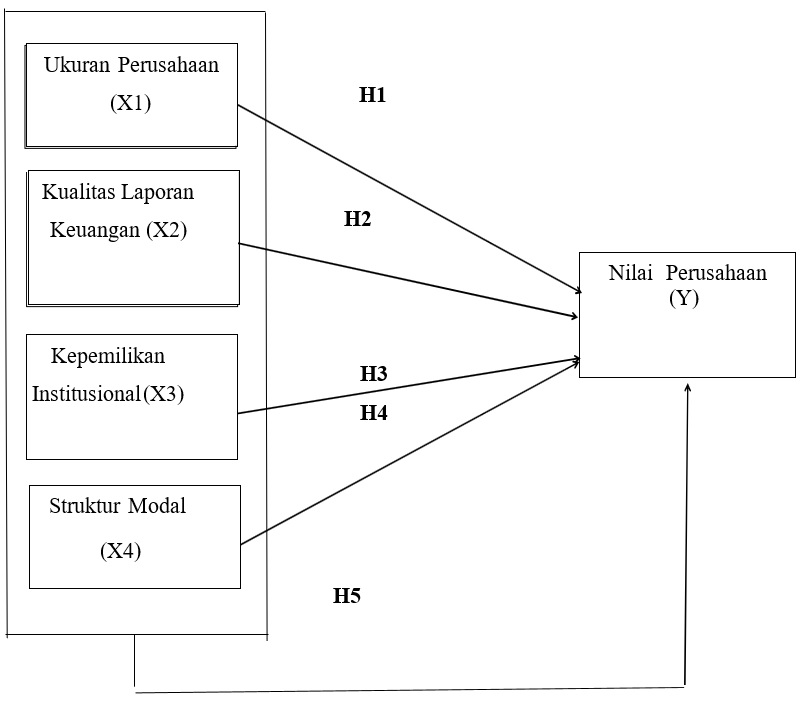 Ukuran Perusahaan
(X1)
H1
Kualitas Laporan
Keuangan (X2)
H2
Nilai Perusahaan
(Y)
Kepemilikan
Institusional(X3)
H3
H4
Struktur Modal
(X4)
H5